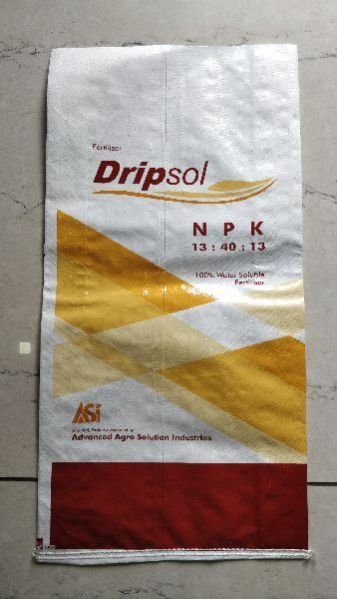 Fertilizer
Dripsol
N P K
13 : 40 : 13
100% Water Soluble
Fertilizer
ASi
Advanced Agro Solution Industries